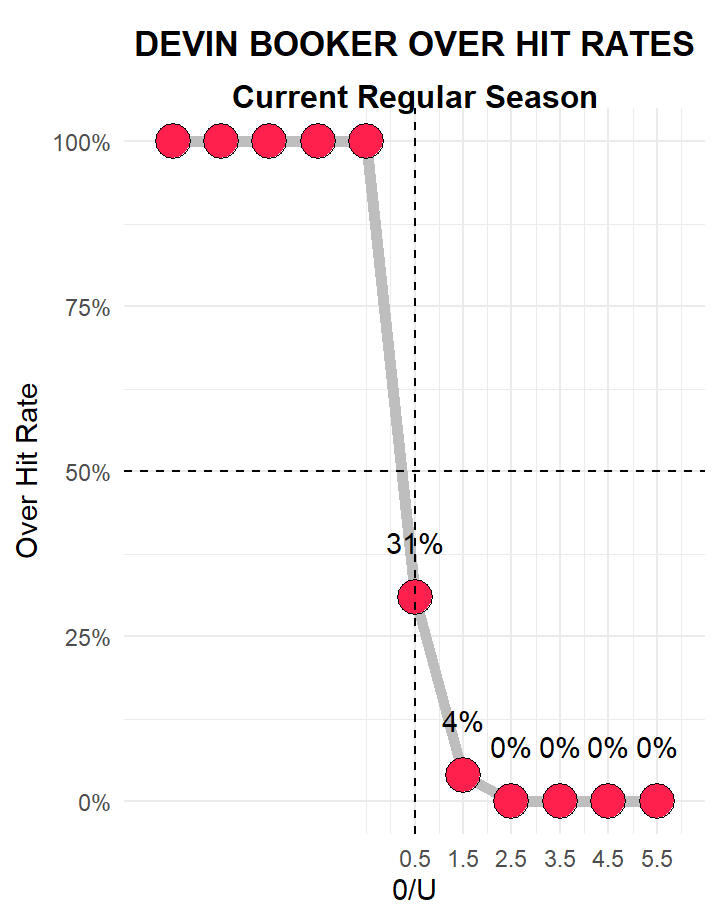 DEVIN BOOKER OVER HIT RATES
Current Regular Season
100%
75%
50%
25%
0%
Over Hit Rate
31%
4%
0% 0% 0% 0%
0.5 1.5 2.5 3.5 4.5 5.5
0/U